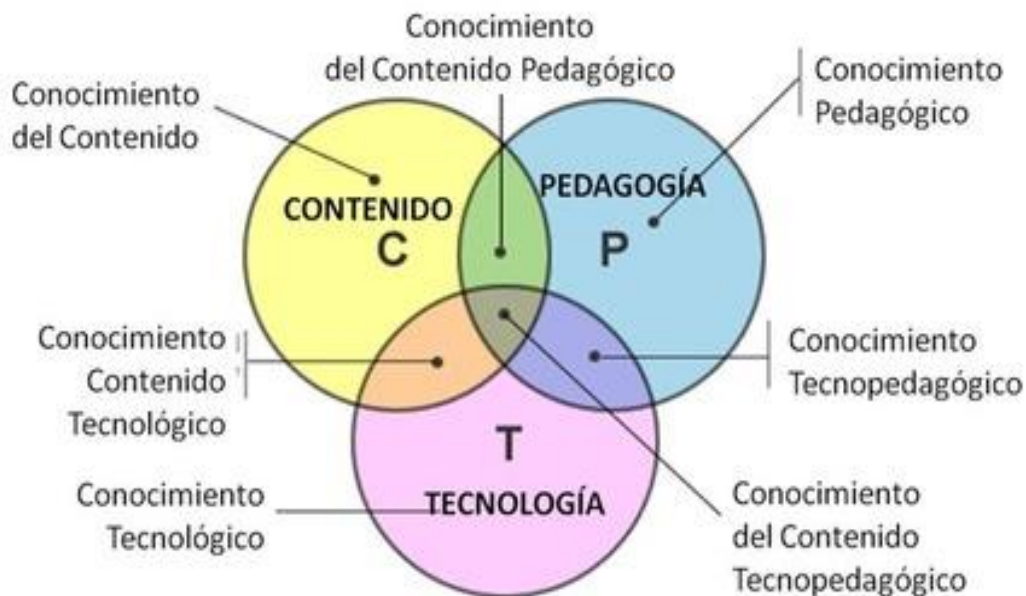 Conocimiento
del Contenido Pedagógico
Conocimiento
del Contenido
Conocimiento
Pedagógico
CONTENIDO
C
PEDAGOGÍA
P
Conocimiento
Contenido
Tecnológico
Conocimiento
Tecnopedagógico
T
TECNOLOGÍA
Conocimiento
Tecnológico
Conocimiento
del Contenido
Tecnopedagógico